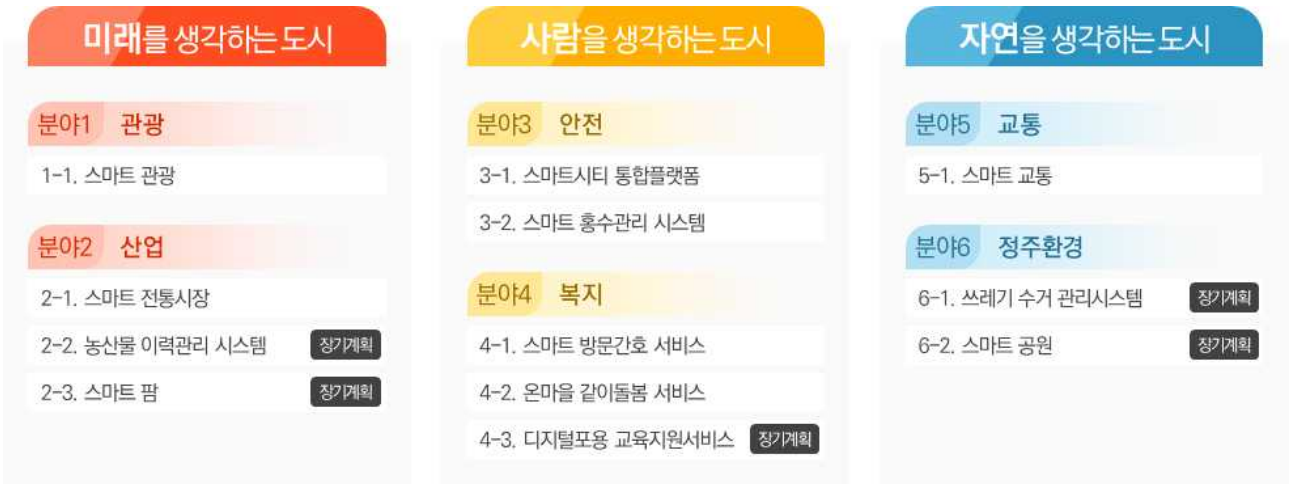 미래를 생각하는 도시
분야1 관광
1-1. 스마트 관광
분야2 산업
2-1. 스마트 전통시장
2-2. 농산물 이력관리 시스템 장기계획
2-3. 스마트 팜 장기계획
사람을 생각하는 도시
분야3 안전
3-1. 스마트시티 통합플랫폼
3-2. 스마트 홍수관리 시스템
분야4 복지
4-1. 스마트 방문간호 서비스
4-2. 온마을 같이돌봄 서비스
4-3. 디지털포용 교육지원서비스 장기계획
자연을 생각하는 도시
분야5 교통
5-1. 스마트 교통
분야6 정주환경
6-1. 쓰레기 수거 관리시스템 장기계획
6-2. 스마트 공원 장기계획